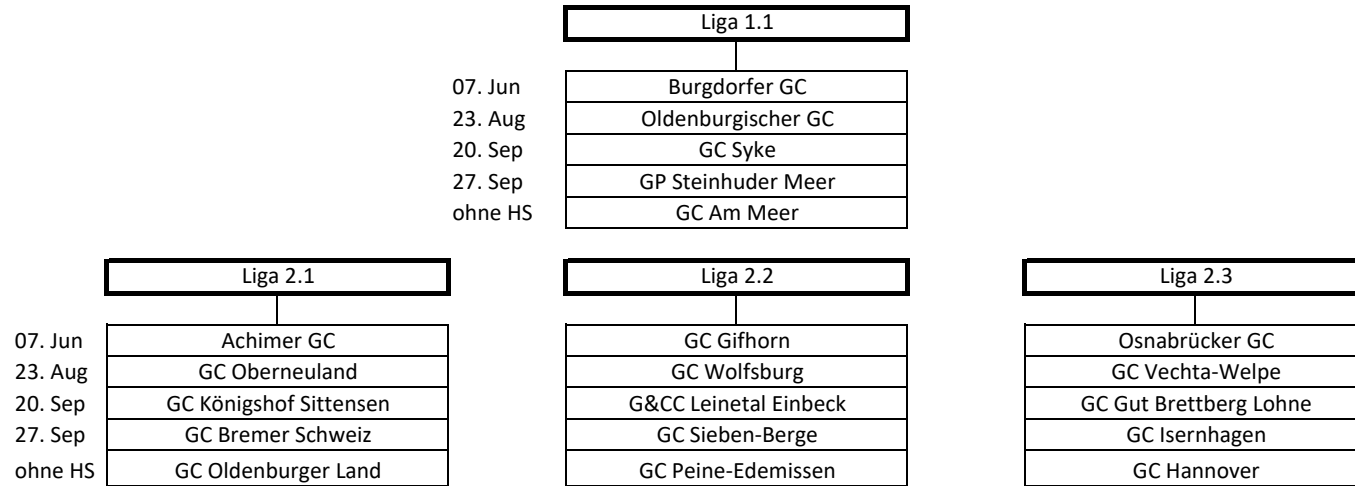 Liga 1.1
07. Jun Burgdorfer GC
23. Aug Oldenburgischer GC
20. Sep GC Syke
27. Sep GP Steinhuder Meer
ohne HS GC Am Meer
Liga 2.1 Liga 2.2 Liga 2.3
07. Jun Achimer GC GC Gifhorn Osnabrücker GC
23. Aug GC Oberneuland GC Wolfsburg GC Vechta-Welpe
20. Sep GC Königshof Sittensen G&CC Leinetal Einbeck GC Gut Brettberg Lohne
27. Sep GC Bremer Schweiz GC Sieben-Berge GC Isernhagen
ohne HS GC Oldenburger Land GC Peine-Edemissen GC Hannover